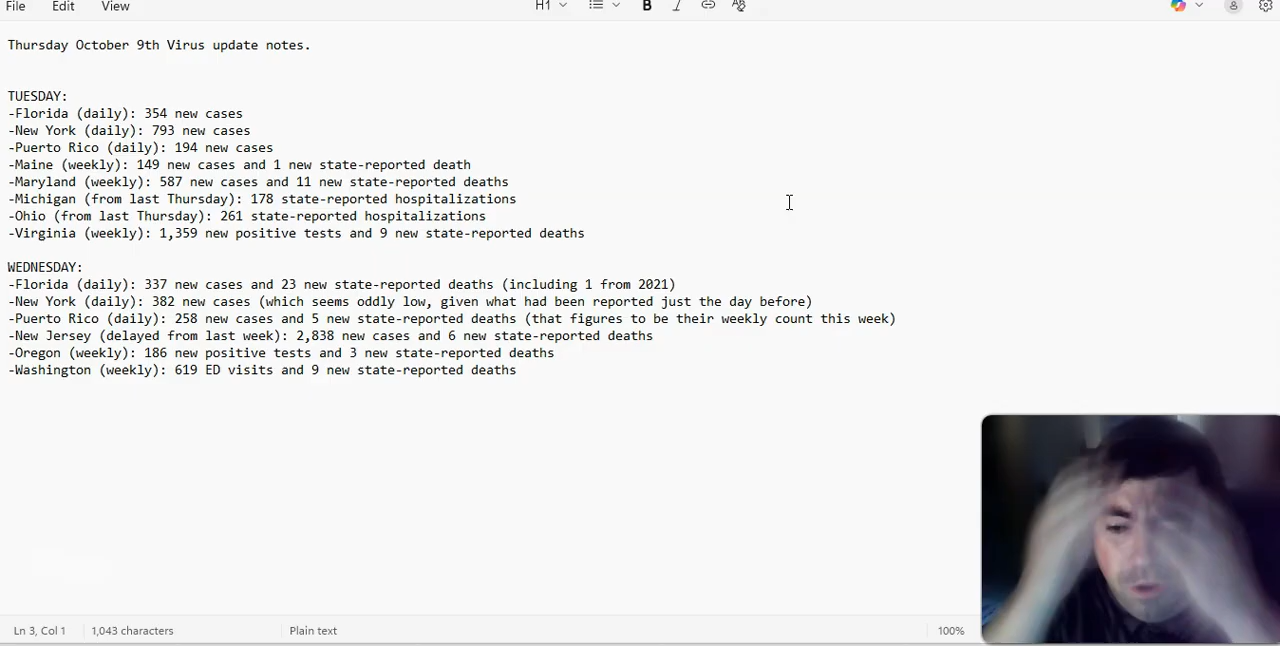 File Edit View H1 B I
Thursday October 9th Virus update notes.
TUESDAY:
-Florida (daily): 354 new cases
-New York (daily): 793 new cases
-Puerto Rico (daily): 194 new cases
-Maine (weekly): 149 new cases and 1 new state-reported death
-Maryland (weekly): 587 new cases and 11 new state-reported deaths
-Michigan (from last Thursday): 178 state-reported hospitalizations
-Ohio (from last Thursday): 261 state-reported hospitalizations
-Virginia (weekly): 1,359 new positive tests and 9 new state-reported deaths
WEDNESDAY:
-Florida (daily): 337 new cases and 23 new state-reported deaths (including 1 from 2021)
-New York (daily): 382 new cases (which seems oddly low, given what had been reported just the day before)
-Puerto Rico (daily): 258 new cases and 5 new state-reported deaths (that figures to be their weekly count this week)
-New Jersey (delayed from last week): 2,838 new cases and 6 new state-reported deaths
-Oregon (weekly): 186 new positive tests and 3 new state-reported deaths
-Washington (weekly): 619 ED visits and 9 new state-reported deaths
Ln 3, Col 1 1,043 characters Plain text 100%